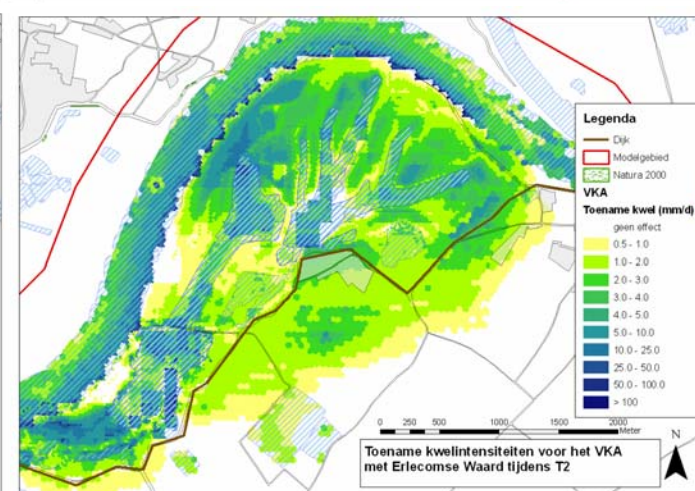 Legenda
Dijk
Modelgebied
Natura 2000
VKA
Toename kwel (mm/d)
geen effect
0.5 - 1.0
1.0 - 2.0
2.0 - 3.0
3.0 - 4.0
4.0 - 5.0
5.0 - 10.0
10.0 - 25.0
25.0 - 50.0
50.0 - 100.0
> 100
0 250 500 1000 1500 2000
Meter
N
Toename kwelintensiteiten voor het VKA
met Erlecomse Waard tijdens T2